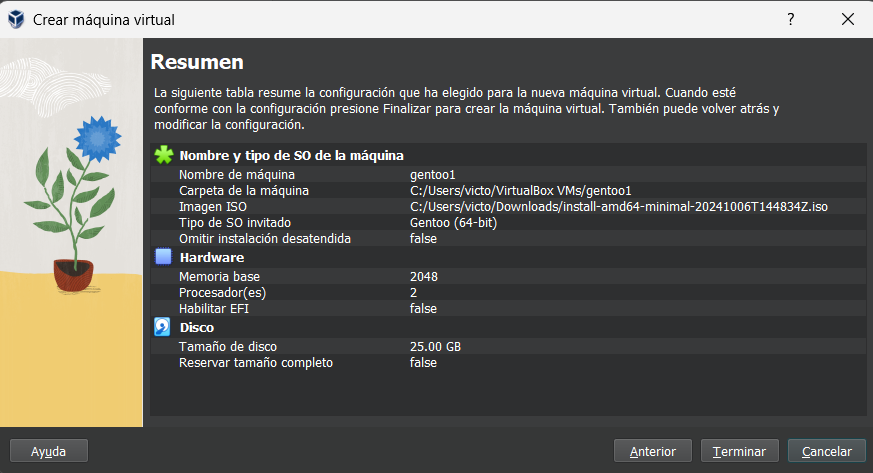 Crear máquina virtual
?
Resumen
La siguiente tabla resume la configuración que ha elegido para la nueva máquina virtual. Cuando esté
conforme con la configuración presione Finalizar para crear la máquina virtual. También puede volver atrás y
modificar la configuración.
Nombre y tipo de SO de la máquina
Nombre de máquina gentoo1
Carpeta de la máquina C:/Users/victo/VirtualBox VMs/gentoo1
Imagen ISO C:/Users/victo/Downloads/install-amd64-minimal-20241006T144834Z.iso
Tipo de SO invitado Gentoo (64-bit)
Omitir instalación desatendida false
Hardware
Memoria base 2048
Procesador(es) 2
Habilitar EFI false
Disco
Tamaño de disco 25.00 GB
Reservar tamaño completo false
Ayuda Anterior Terminar Cancelar